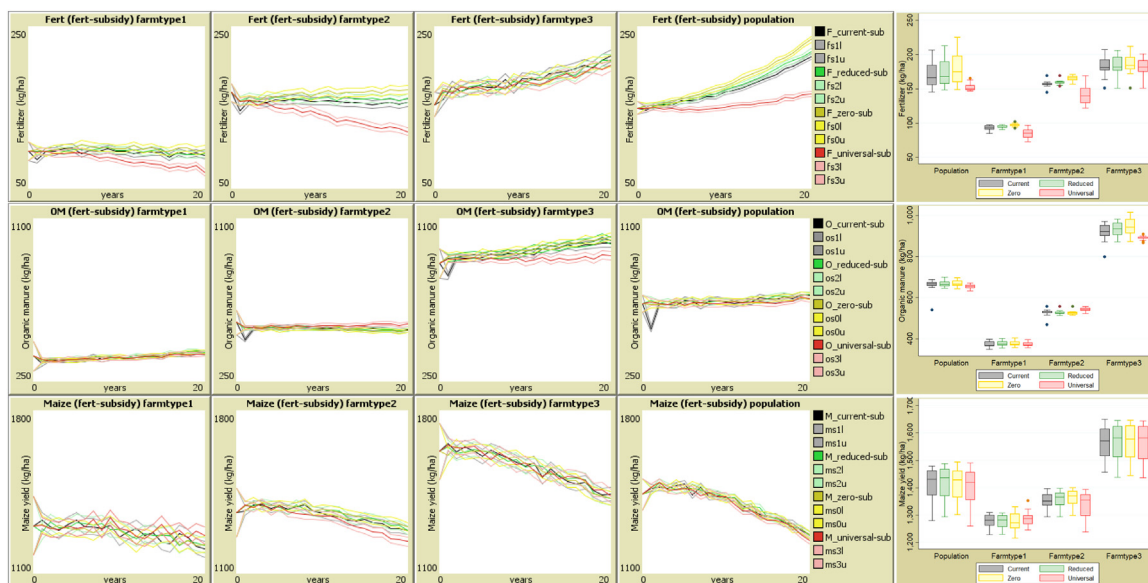 Fert (fert-subsidy) farmtype1
250
Fertilizer (kg/ha)
50
0 years 20
Fert (fert-subsidy) farmtype2
250
Fertilizer (kg/ha)
50
0 years 20
Fert (fert-subsidy) farmtype3
250
Fertilizer (kg/ha)
50
0 years 20
Fert (fert-subsidy) population
250
Fertilizer (kg/ha)
50
0 years 20
F_current-sub
fs1l
fs1u
F_reduced-sub
fs2l
fs2u
F_zero-sub
fs0l
fs0u
F_universal-sub
fs3l
fs3u
Fertilizer (kg/ha)
250
200
150
100
50
Population Farmtype1 Farmtype2 Farmtype3
Current Reduced
Zero Universal
OM (fert-subsidy) farmtype1
1100
Organic manure (kg/ha)
250
0 years 20
OM (fert-subsidy) farmtype2
1100
Organic manure (kg/ha)
250
0 years 20
OM (fert-subsidy) farmtype3
1100
Organic manure (kg/ha)
250
0 years 20
OM (fert-subsidy) population
1100
Organic manure (kg/ha)
250
0 years 20
O_current-sub
os1l
os1u
O_reduced-sub
os2l
os2u
O_zero-sub
os0l
os0u
O_universal-sub
os3l
os3u
Organic manure (kg/ha)
1,000
800
600
400
Population Farmtype1 Farmtype2 Farmtype3
Current Reduced
Zero Universal
Maize (fert-subsidy) farmtype1
1800
Maize yield (kg/ha)
1100
0 years 20
Maize (fert-subsidy) farmtype2
1800
Maize yield (kg/ha)
1100
0 years 20
Maize (fert-subsidy) farmtype3
1800
Maize yield (kg/ha)
1100
0 years 20
Maize (fert-subsidy) population
1800
Maize yield (kg/ha)
1100
0 years 20
M_current-sub
ms1l
ms1u
M_reduced-sub
ms2l
ms2u
M_zero-sub
ms0l
ms0u
M_universal-sub
ms3l
ms3u
Maize yield (kg/ha)
1,700
1,600
1,500
1,400
1,300
1,200
Population Farmtype1 Farmtype2 Farmtype3
Current Reduced
Zero Universal